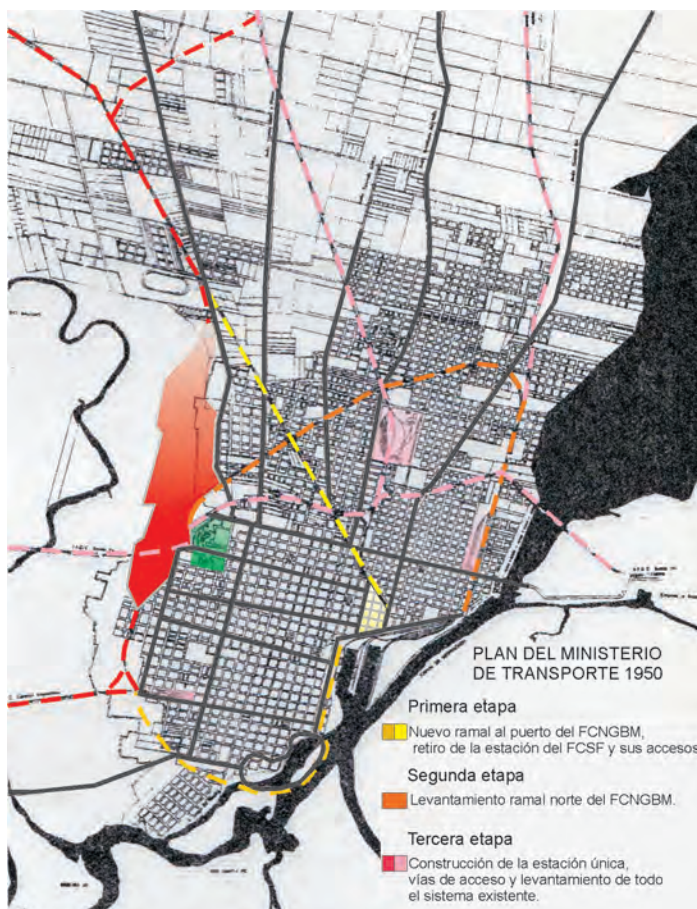 PLAN DEL MINISTERIO
DE TRANSPORTE 1950
Primera etapa
Nuevo ramal al puerto del FCNGBM,
retiro de la estación del FCSF y sus accesos
Segunda etapa
Levantamiento ramal norte del FCNGBM.
Tercera etapa
Construcción de la estación única,
vías de acceso y levantamiento de todo
el sistema existente.